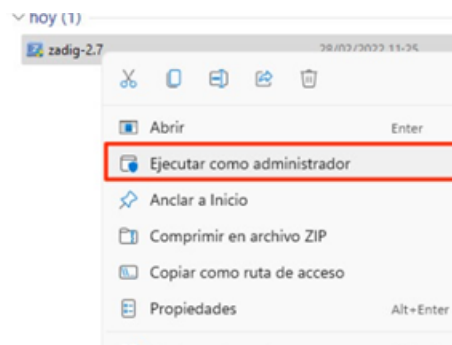 hoy (1)
zadig-2.7 28/02/2022 11:25
Abrir Enter
Ejecutar como administrador
Anclar a Inicio
Comprimir en archivo ZIP
Copiar como ruta de acceso
Propiedades Alt+Enter